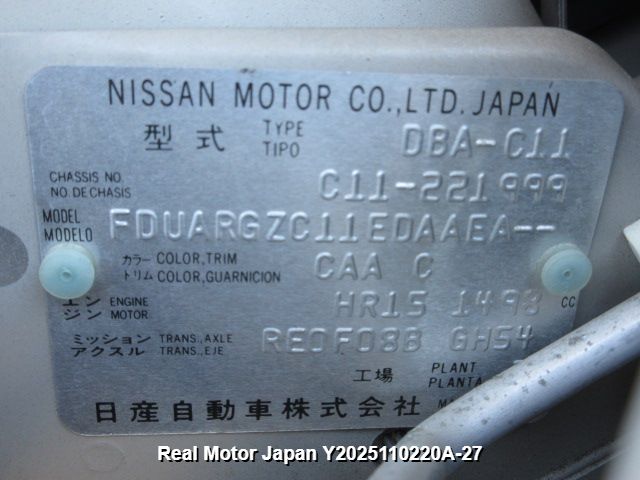 NISSAN MOTOR CO.,LTD. JAPAN
型式 TYPE TIPO DBA-C11
CHASSIS NO. NO DE CHASIS C11-221999
MODEL MODELO FDUARGZC11EDAAEA--
カラー COLOR,TRIM CAA C
トリム COLOR,GUARNICION
エンジン ENGINE MOTOR HR15 1498 CC
ミッション TRANS.,AXLE RE0F08B GH54
アクスル TRANS.,EJE
工場 PLANT PLANTA
日産自動車株式会社
Real Motor Japan Y2025110220A-27